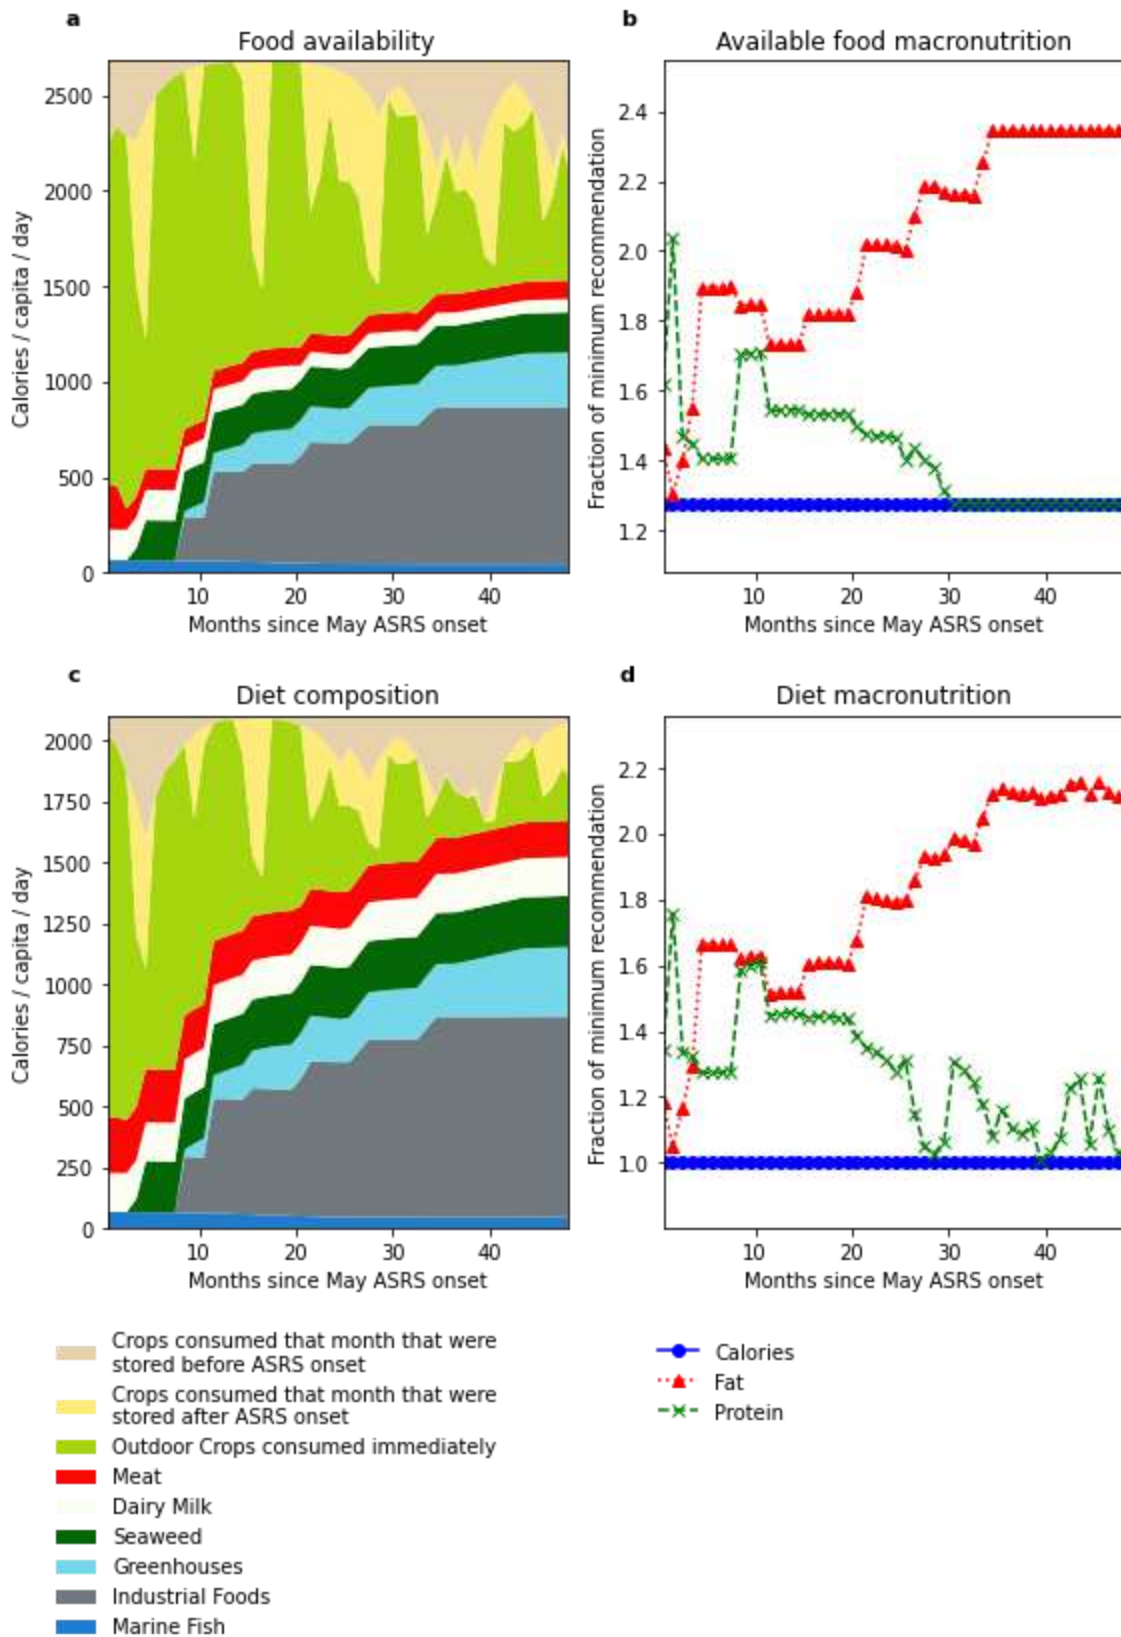 a
Food availability
Calories / capita / day
2500
2000
1500
1000
500
0
10
20
30
40
Months since May ASRS onset
b
Available food macronutrition
Fraction of minimum recommendation
2.4
2.2
2.0
1.8
1.6
1.4
1.2
10
20
30
40
Months since May ASRS onset
c
Diet composition
Calories / capita / day
2000
1750
1500
1250
1000
750
500
250
0
10
20
30
40
Months since May ASRS onset
d
Diet macronutrition
Fraction of minimum recommendation
2.2
2.0
1.8
1.6
1.4
1.2
1.0
10
20
30
40
Months since May ASRS onset
Crops consumed that month that were
stored before ASRS onset
Crops consumed that month that were
stored after ASRS onset
Outdoor Crops consumed immediately
Meat
Dairy Milk
Seaweed
Greenhouses
Industrial Foods
Marine Fish
Calories
Fat
Protein